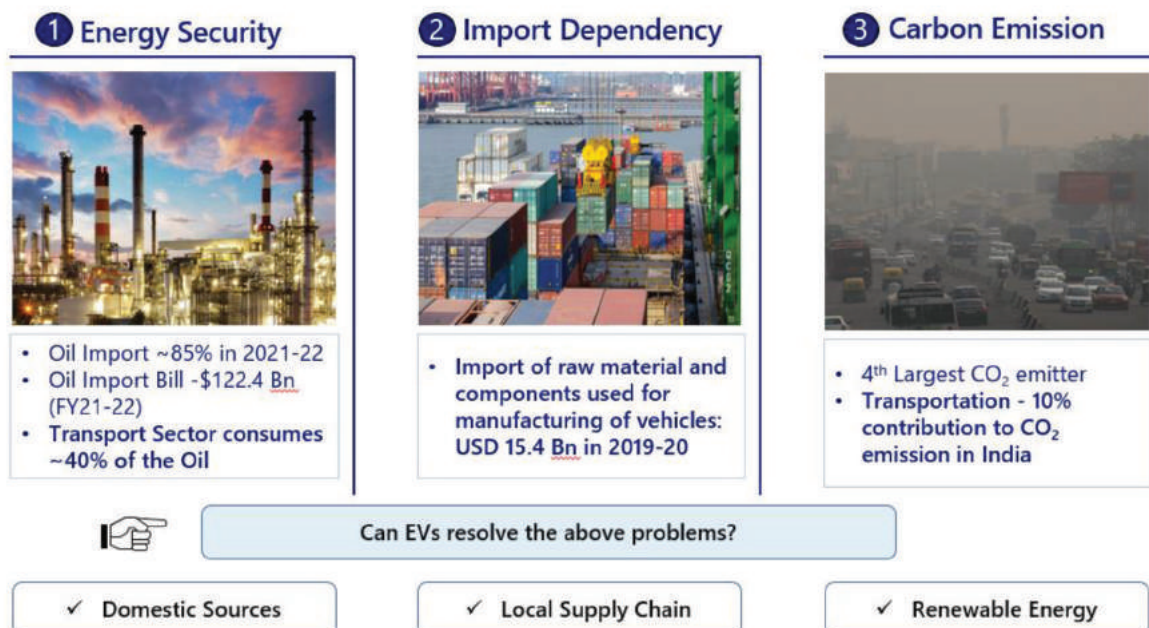 1 Energy Security
• Oil Import ~85% in 2021-22
• Oil Import Bill -$122.4 Bn
(FY21-22)
• Transport Sector consumes
~40% of the Oil
2 Import Dependency
• Import of raw material and
components used for
manufacturing of vehicles:
USD 15.4 Bn in 2019-20
3 Carbon Emission
• 4th Largest CO₂ emitter
• Transportation - 10%
contribution to CO₂
emission in India
Can EVs resolve the above problems?
✓ Domestic Sources
✓ Local Supply Chain
✓ Renewable Energy